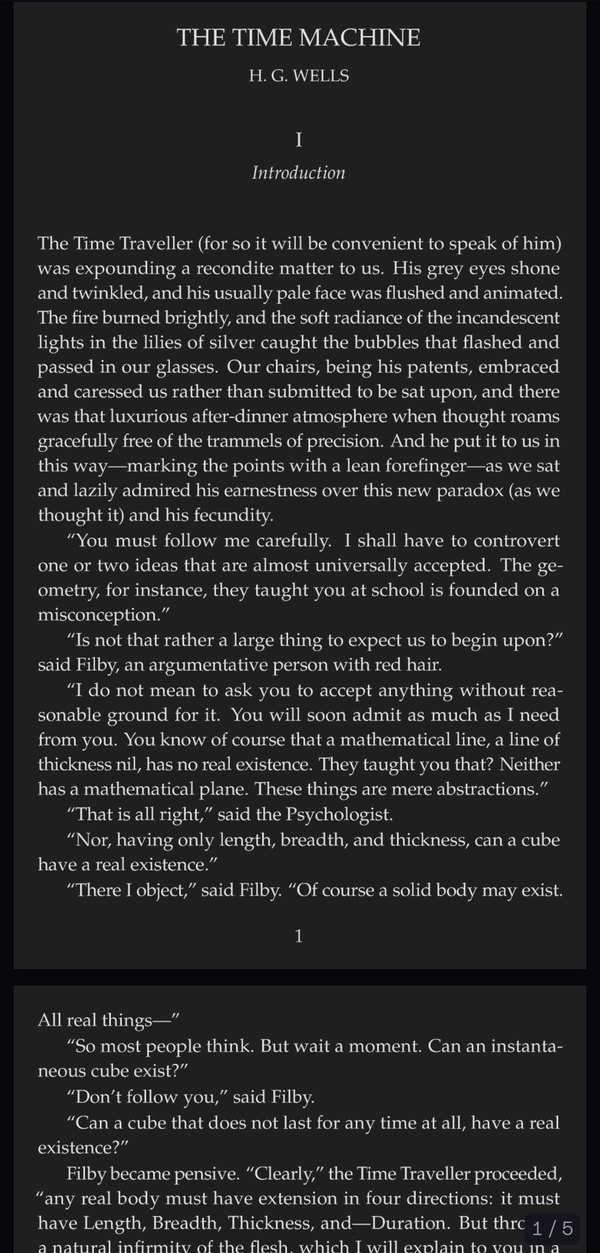 THE TIME MACHINE
H. G. WELLS
I
Introduction
The Time Traveller (for so it will be convenient to speak of him)
was expounding a recondite matter to us. His grey eyes shone
and twinkled, and his usually pale face was flushed and animated.
The fire burned brightly, and the soft radiance of the incandescent
lights in the lilies of silver caught the bubbles that flashed and
passed in our glasses. Our chairs, being his patents, embraced
and caressed us rather than submitted to be sat upon, and there
was that luxurious after-dinner atmosphere when thought roams
gracefully free of the trammels of precision. And he put it to us in
this way—marking the points with a lean forefinger—as we sat
and lazily admired his earnestness over this new paradox (as we
thought it) and his fecundity.
“You must follow me carefully. I shall have to controvert
one or two ideas that are almost universally accepted. The ge-
ometry, for instance, they taught you at school is founded on a
misconception.”
“Is not that rather a large thing to expect us to begin upon?”
said Filby, an argumentative person with red hair.
“I do not mean to ask you to accept anything without rea-
sonable ground for it. You will soon admit as much as I need
from you. You know of course that a mathematical line, a line of
thickness nil, has no real existence. They taught you that? Neither
has a mathematical plane. These things are mere abstractions.”
“That is all right,” said the Psychologist.
“Nor, having only length, breadth, and thickness, can a cube
have a real existence.”
“There I object,” said Filby. “Of course a solid body may exist.
1
All real things—”
“So most people think. But wait a moment. Can an instanta-
neous cube exist?”
“Don’t follow you,” said Filby.
“Can a cube that does not last for any time at all, have a real
existence?”
Filby became pensive. “Clearly,” the Time Traveller proceeded,
“any real body must have extension in four directions: it must
have Length, Breadth, Thickness, and—Duration. But
1 / 5
a natural infirmity of the flesh, which I will explain to you